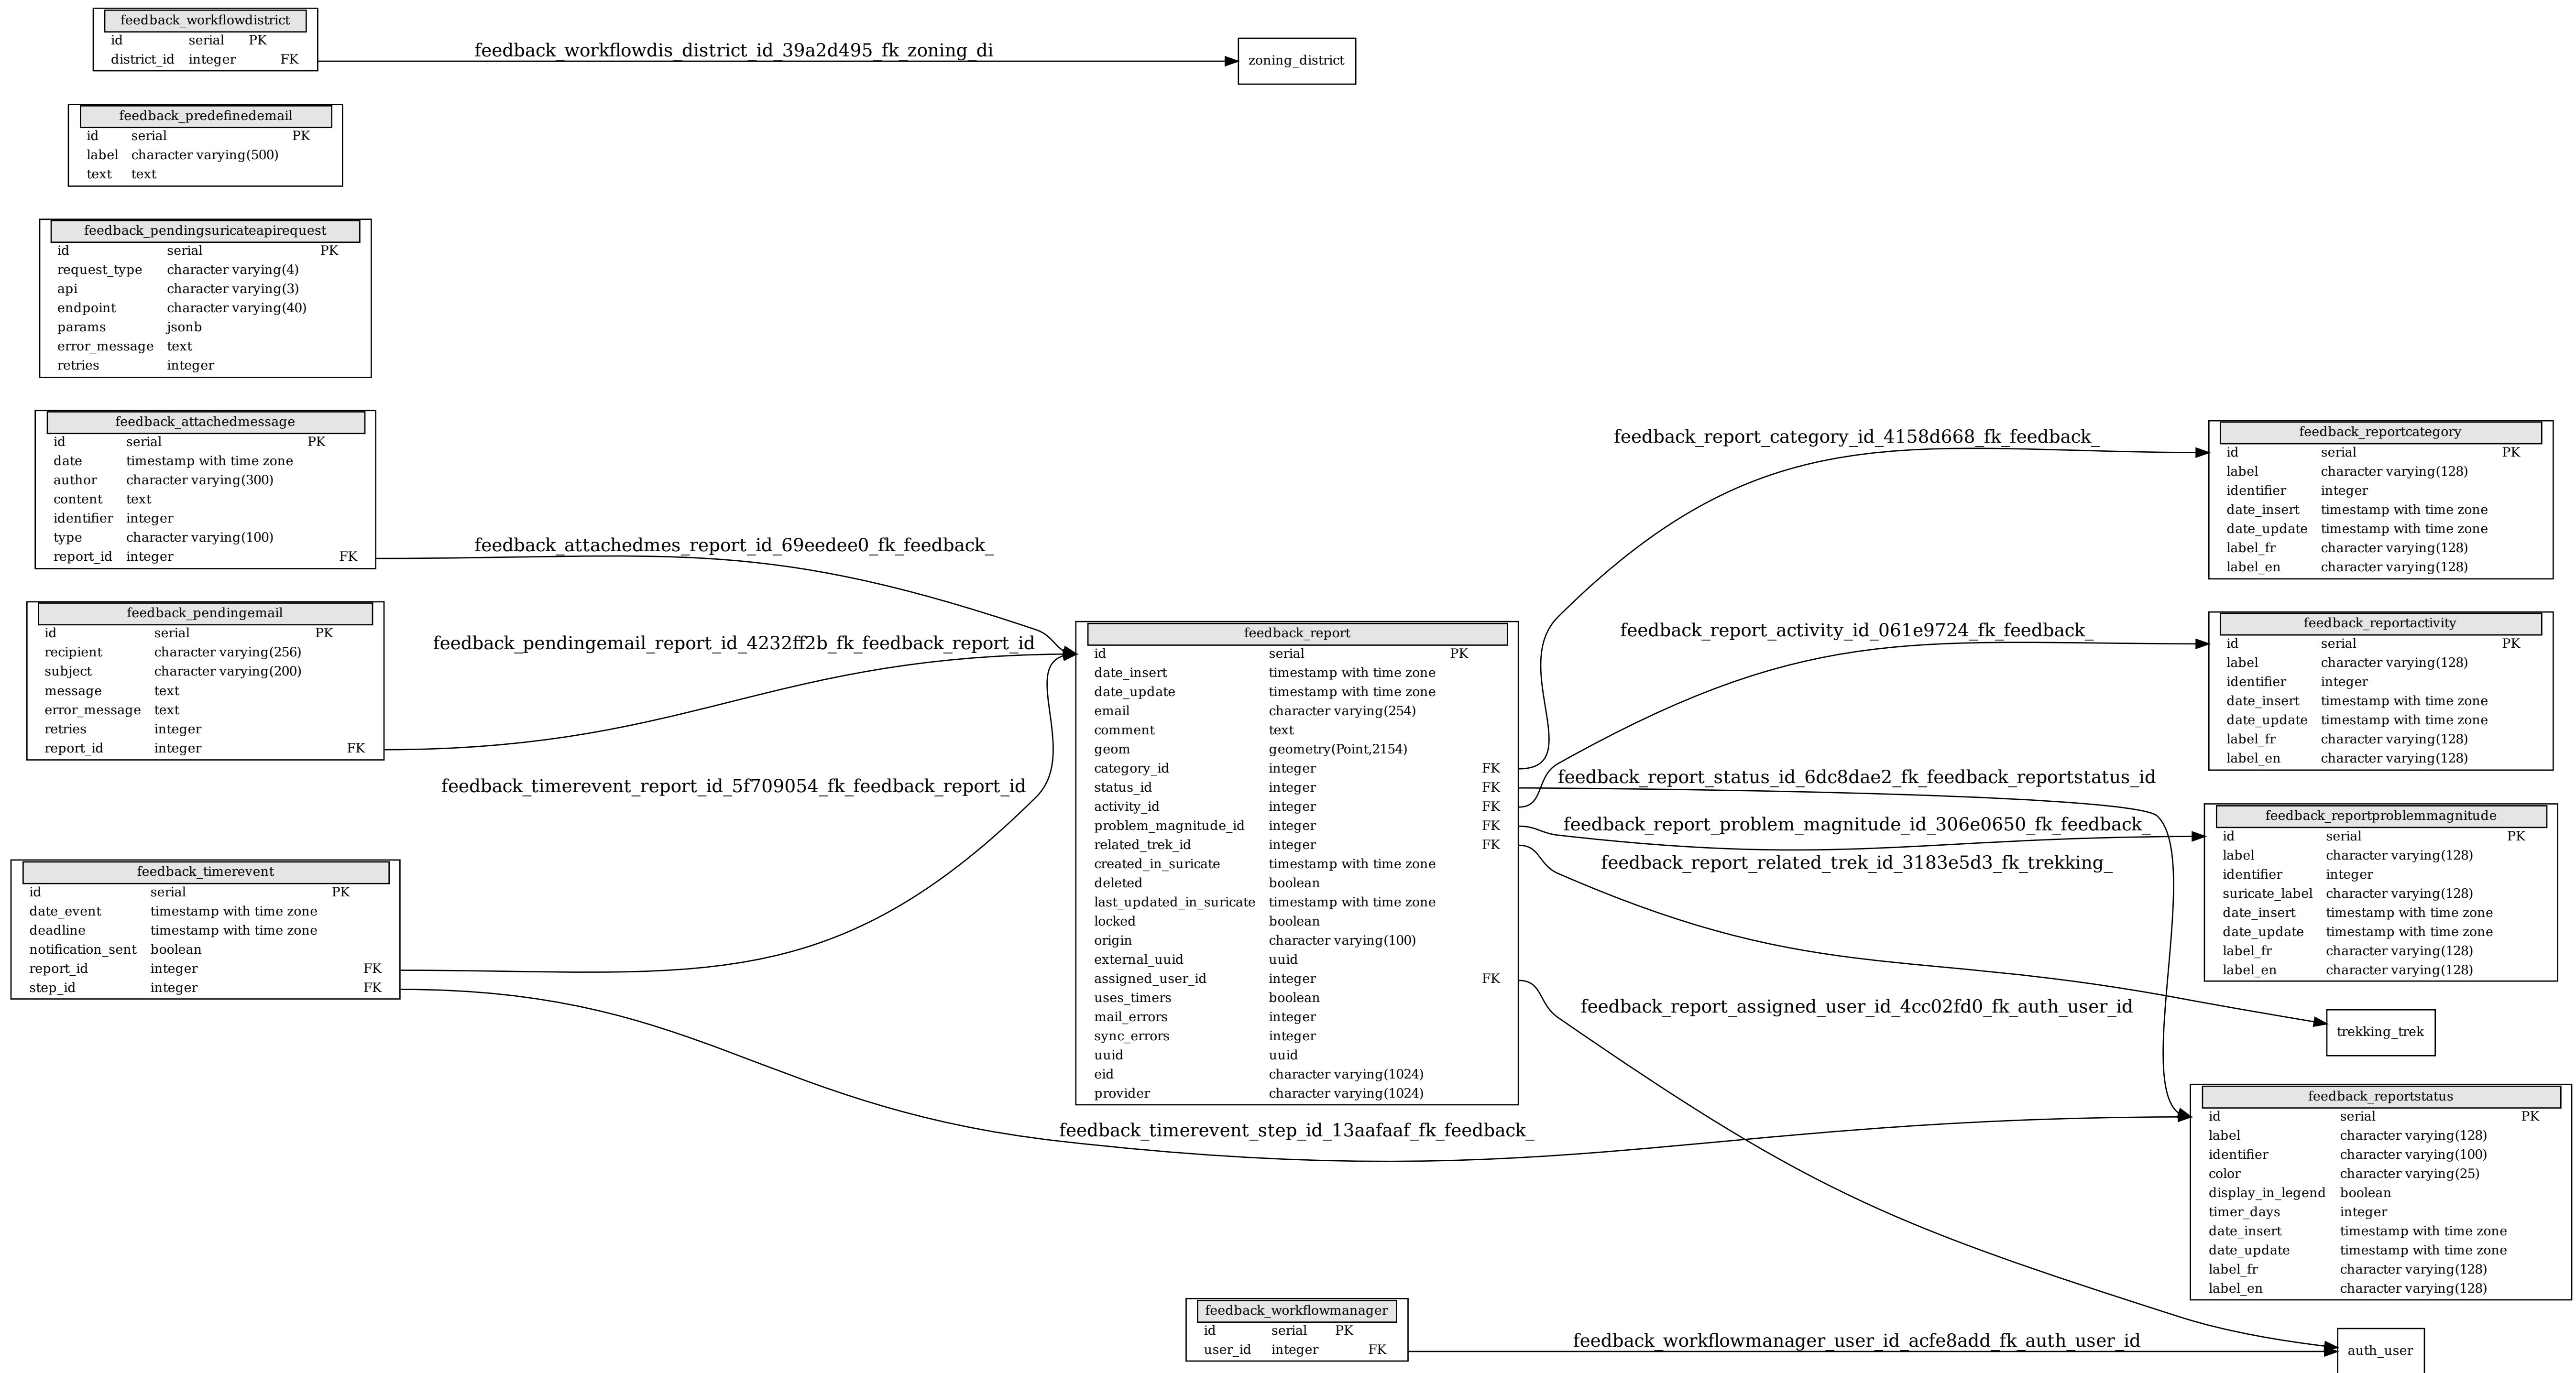 feedback_workflowdistrict
id serial PK
district_id integer FK
feedback_workflowdis_district_id_39a2d495_fk_zoning_di
zoning_district
feedback_predefinedemail
id serial PK
label character varying(500)
text text
feedback_pendingsuricateapirequest
id serial PK
request_type character varying(4)
api character varying(3)
endpoint character varying(40)
params jsonb
error_message text
retries integer
feedback_attachedmessage
id serial PK
date timestamp with time zone
author character varying(300)
content text
identifier integer
type character varying(100)
report_id integer FK
feedback_attachedmes_report_id_69eedee0_fk_feedback_
feedback_pendingemail
id serial PK
recipient character varying(256)
subject character varying(200)
message text
error_message text
retries integer
report_id integer FK
feedback_pendingemail_report_id_4232ff2b_fk_feedback_report_id
feedback_timerevent_report_id_5f709054_fk_feedback_report_id
feedback_timerevent
id serial PK
date_event timestamp with time zone
deadline timestamp with time zone
notification_sent boolean
report_id integer FK
step_id integer FK
feedback_timerevent_step_id_13aafaaf_fk_feedback_
feedback_report
id serial PK
date_insert timestamp with time zone
date_update timestamp with time zone
email character varying(254)
comment text
geom geometry(Point,2154)
category_id integer FK
status_id integer FK
activity_id integer FK
problem_magnitude_id integer FK
related_trek_id integer FK
created_in_suricate timestamp with time zone
deleted boolean
last_updated_in_suricate timestamp with time zone
locked boolean
origin character varying(100)
external_uuid uuid
assigned_user_id integer FK
uses_timers boolean
mail_errors integer
sync_errors integer
uuid uuid
eid character varying(1024)
provider character varying(1024)
feedback_workflowmanager
id serial PK
user_id integer FK
feedback_report_category_id_4158d668_fk_feedback_
feedback_report_activity_id_061e9724_fk_feedback_
feedback_report_status_id_6dc8dae2_fk_feedback_reportstatus_id
feedback_report_problem_magnitude_id_306e0650_fk_feedback_
feedback_report_related_trek_id_3183e5d3_fk_trekking_
feedback_report_assigned_user_id_4cc02fd0_fk_auth_user_id
feedback_workflowmanager_user_id_acfe8add_fk_auth_user_id
feedback_reportcategory
id serial PK
label character varying(128)
identifier integer
date_insert timestamp with time zone
date_update timestamp with time zone
label_fr character varying(128)
label_en character varying(128)
feedback_reportactivity
id serial PK
label character varying(128)
identifier integer
date_insert timestamp with time zone
date_update timestamp with time zone
label_fr character varying(128)
label_en character varying(128)
feedback_reportproblemmagnitude
id serial PK
label character varying(128)
identifier integer
suricate_label character varying(128)
date_insert timestamp with time zone
date_update timestamp with time zone
label_fr character varying(128)
label_en character varying(128)
trekking_trek
feedback_reportstatus
id serial PK
label character varying(128)
identifier character varying(100)
color character varying(25)
display_in_legend boolean
timer_days integer
date_insert timestamp with time zone
date_update timestamp with time zone
label_fr character varying(128)
label_en character varying(128)
auth_user